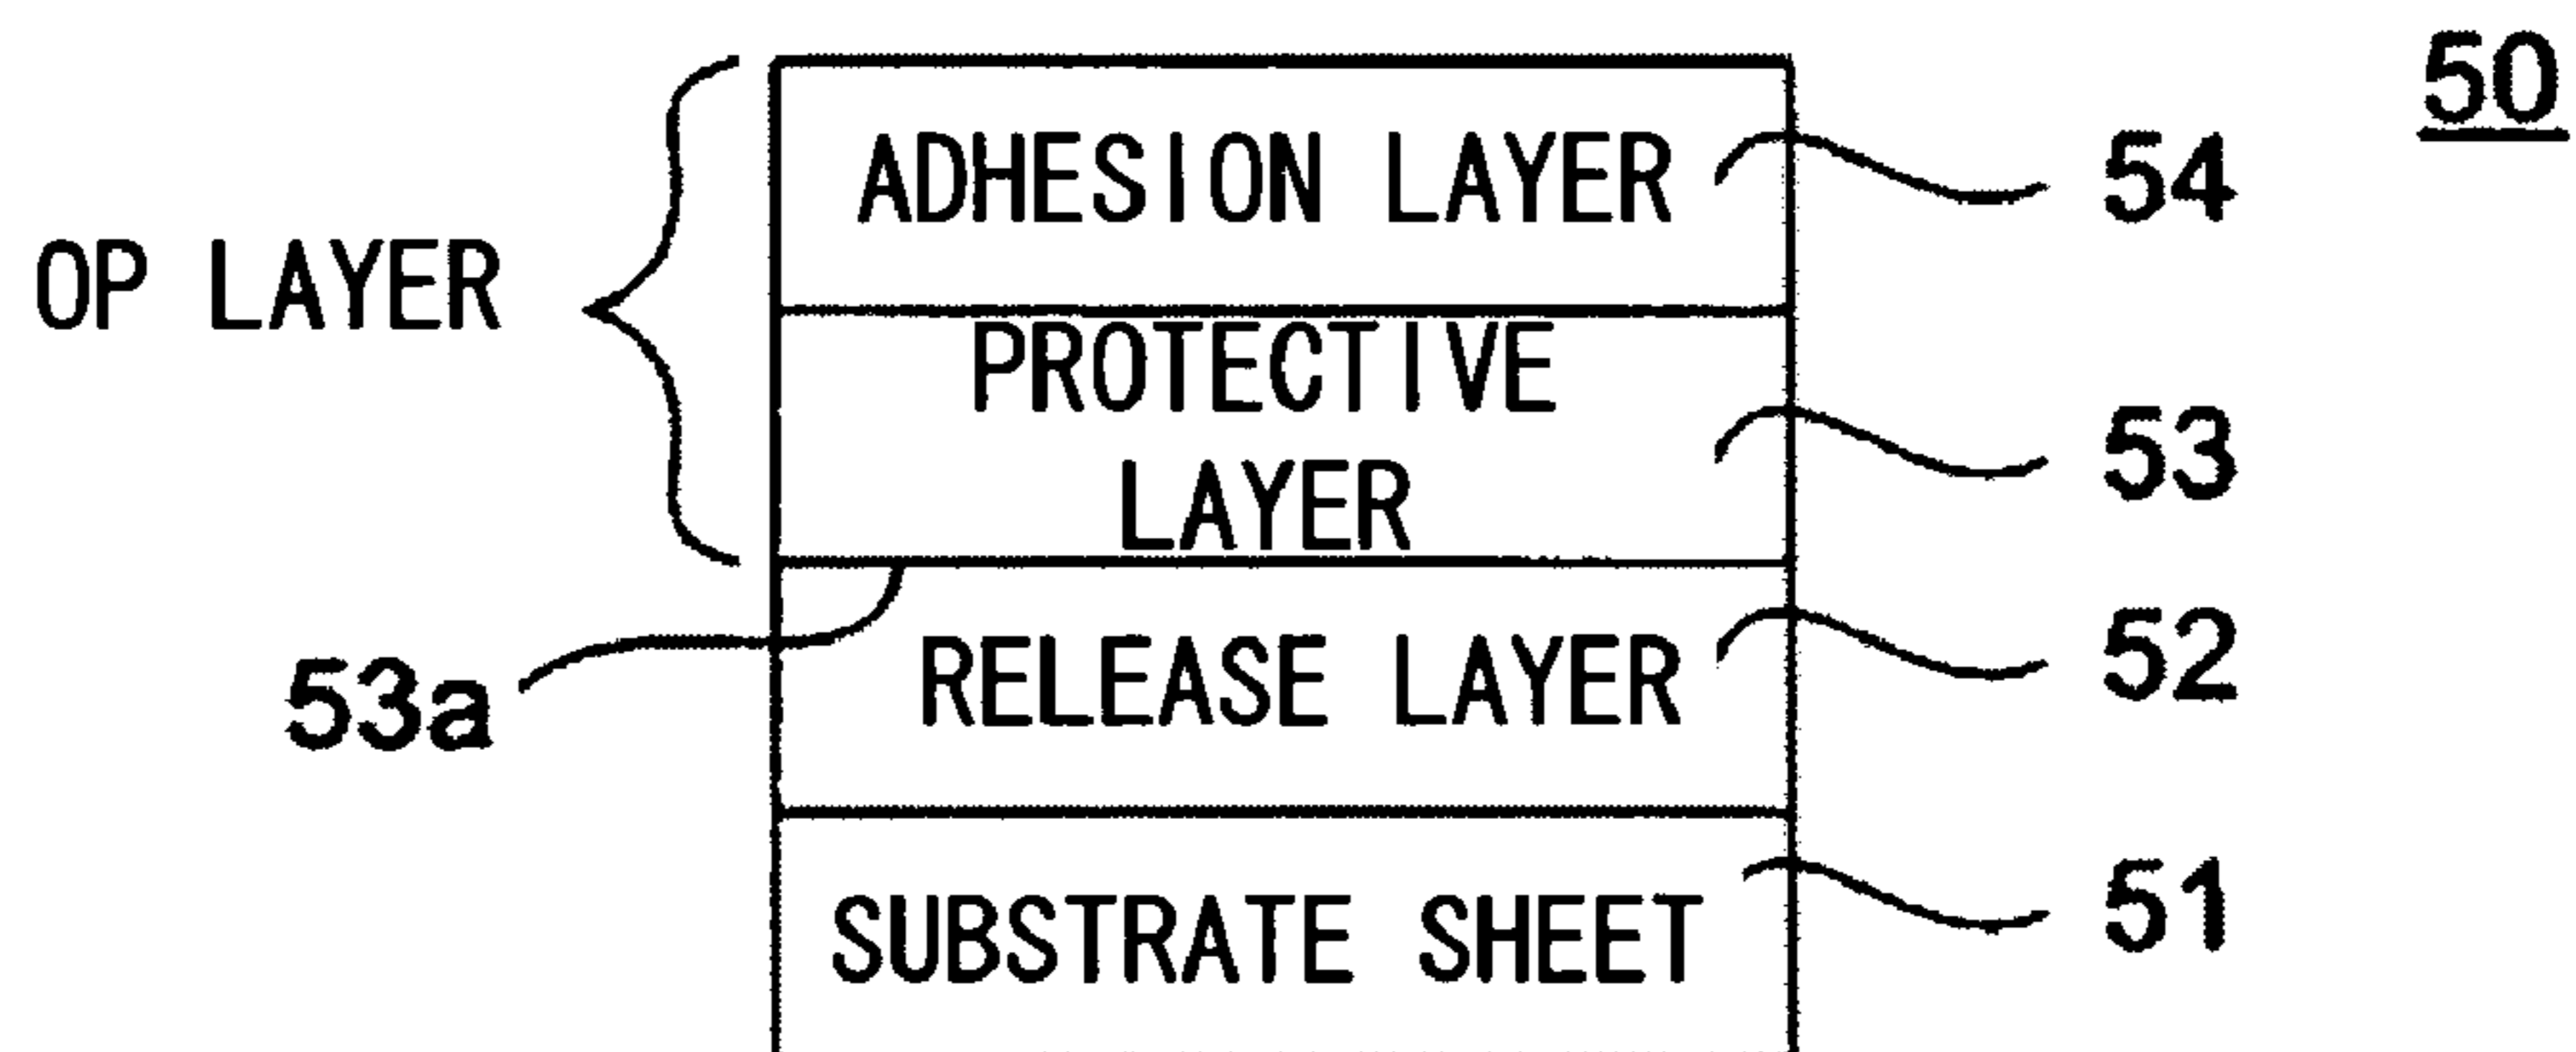 50
ADHESION LAYER
54
OP LAYER
PROTECTIVE
LAYER
53
53a
RELEASE LAYER
52
SUBSTRATE SHEET
51